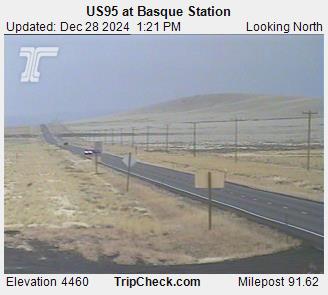 US95 at Basque Station
Updated: Dec 28 2024 1:21 PM Looking North
Elevation 4460 TripCheck.com Milepost 91.62